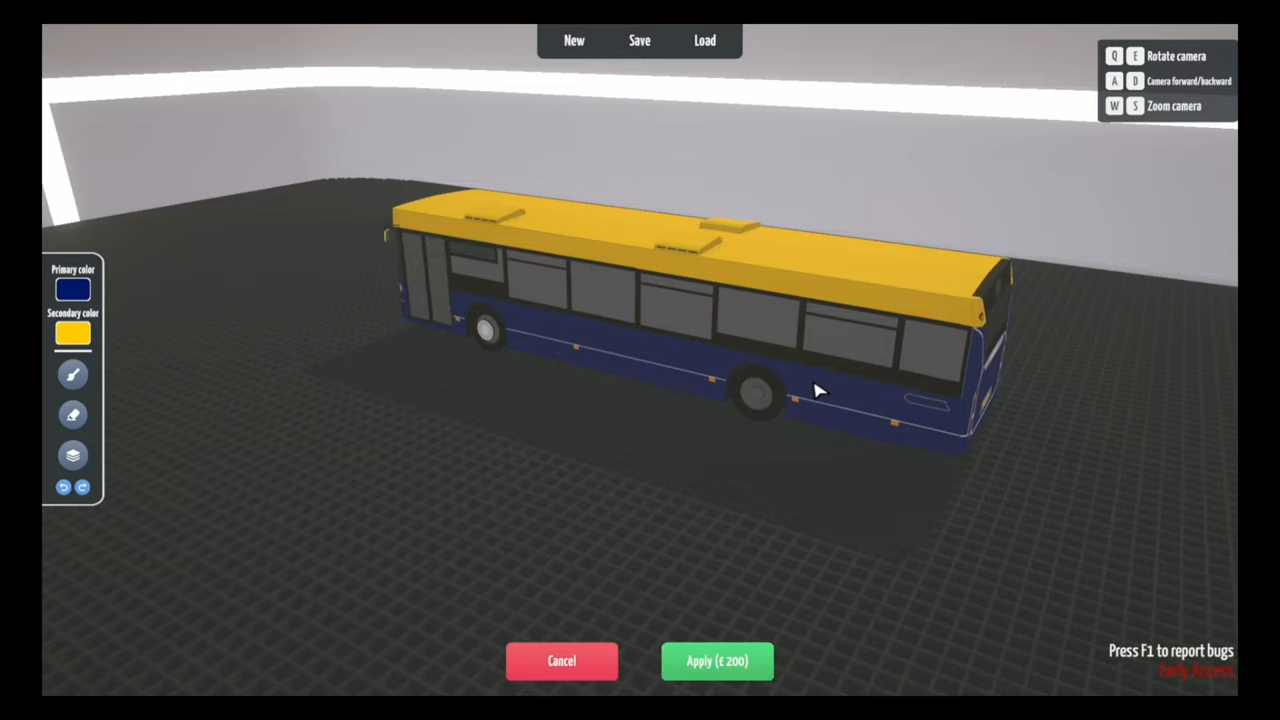 New Save Load
Q E Rotate camera
A D Camera forward/backward
W S Zoom camera
Primary color
Secondary color
Cancel
Apply (£ 200)
Press F1 to report bugs
Early Access